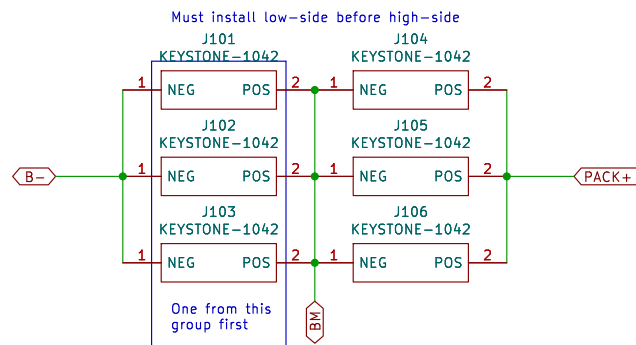 Must install low-side before high-side
J101
KEYSTONE-1042
J104
KEYSTONE-1042
1 NEG POS 2
1 NEG POS 2
J102
KEYSTONE-1042
J105
KEYSTONE-1042
B-
1 NEG POS 2
1 NEG POS 2
PACK+
J103
KEYSTONE-1042
J106
KEYSTONE-1042
1 NEG POS 2
1 NEG POS 2
One from this
group first
BM